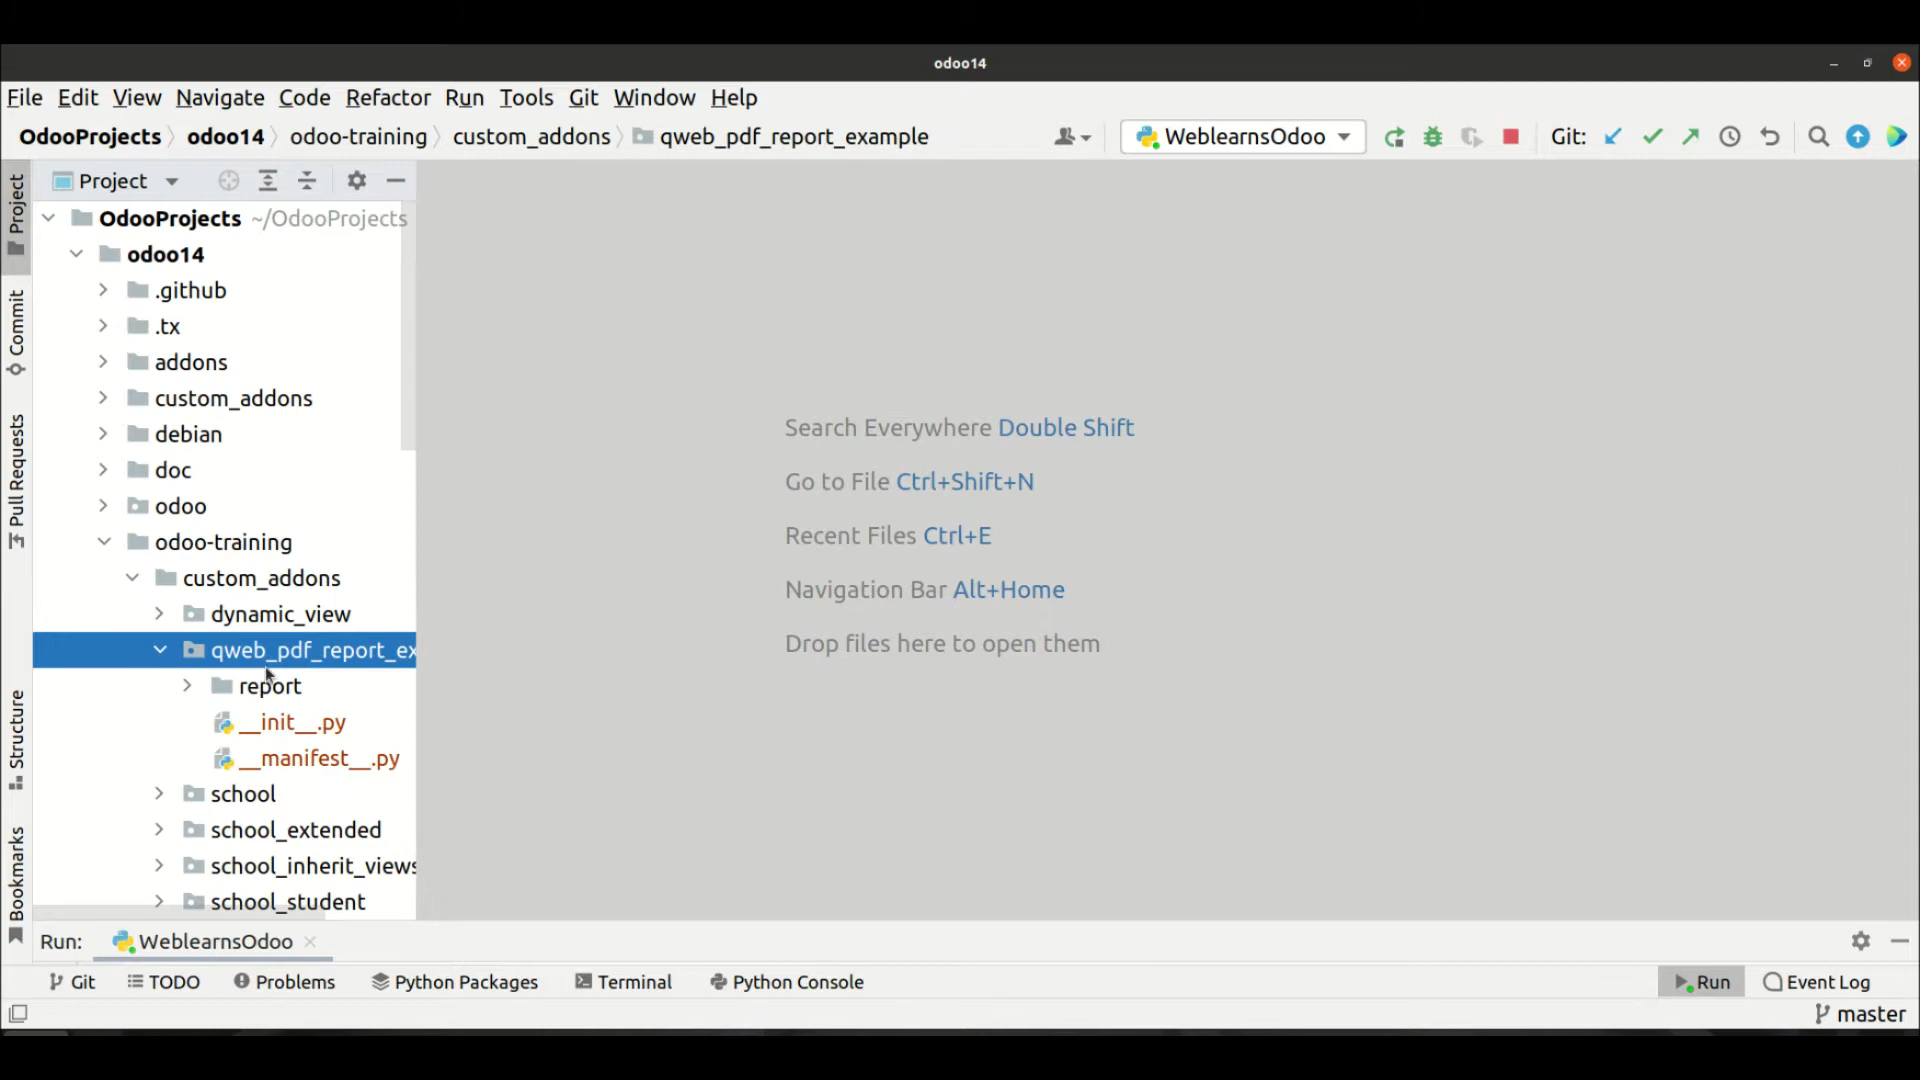 odoo14
File Edit View Navigate Code Refactor Run Tools Git Window Help
OdooProjects odoo14 odoo-training custom_addons qweb_pdf_report_example WeblearnsOdoo Git:
Project
Project
OdooProjects ~/OdooProjects
odoo14
.github
.tx
addons
custom_addons
debian
doc
odoo
odoo-training
custom_addons
dynamic_view
qweb_pdf_report_ex
report
__init__.py
__manifest__.py
school
school_extended
school_inherit_views
school_student
Commit
Pull Requests
Structure
Bookmarks
Search Everywhere Double Shift
Go to File Ctrl+Shift+N
Recent Files Ctrl+E
Navigation Bar Alt+Home
Drop files here to open them
Run: WeblearnsOdoo
Git TODO Problems Python Packages Terminal Python Console Run Event Log
master